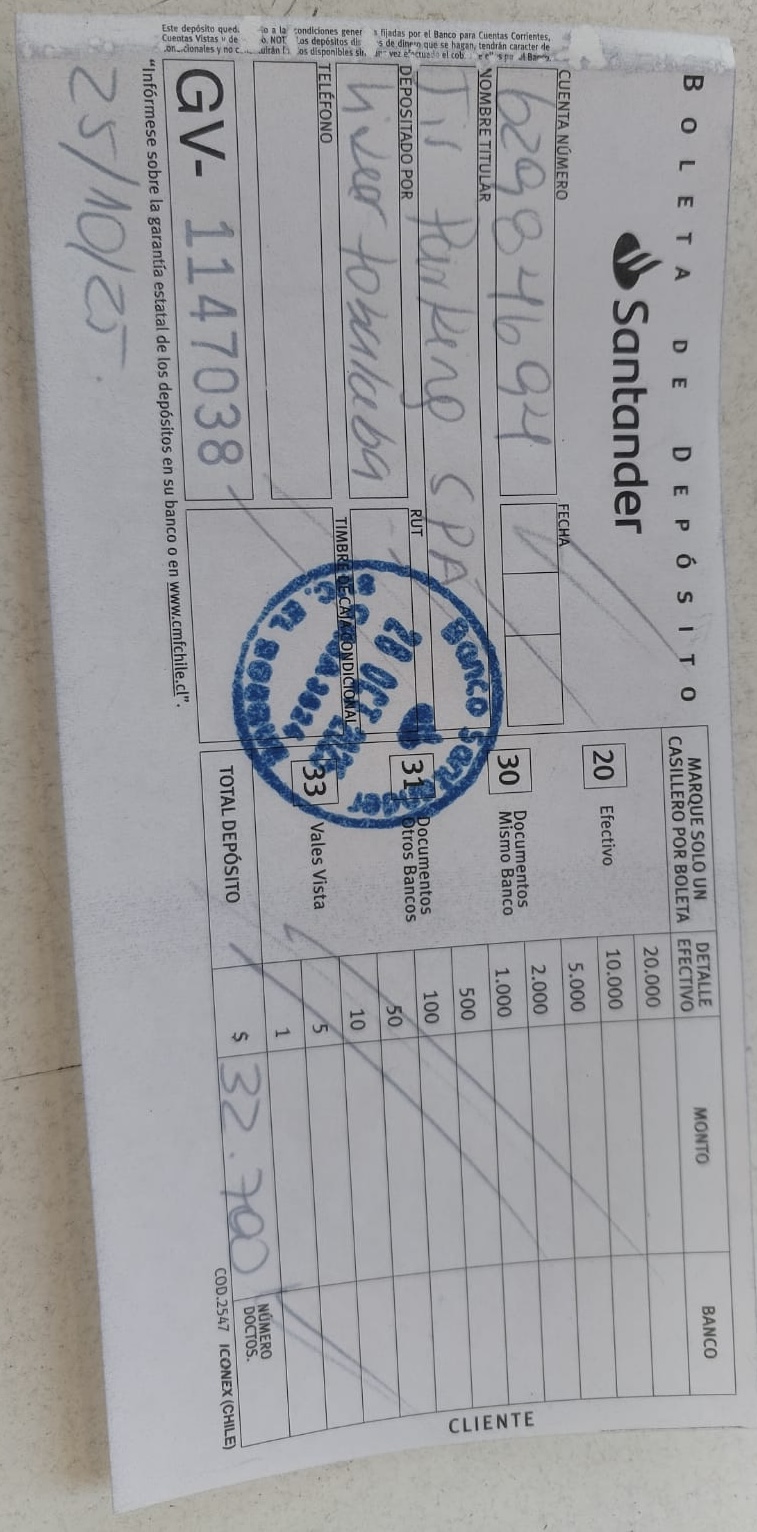 BOLETA DE DEPÓSITO
Santander
CUENTA NÚMERO
FECHA
NOMBRE TITULAR
Parking SPA
DEPOSITADO POR
RUT
TELÉFONO
TIMBRE DE CAJA CONDICIONAL
GV- 1147038
"Infórmese sobre la garantía estatal de los depósitos en su banco o en www.cmfchile.cl".
25/10/25.
MARQUE SOLO UN
CASILLERO POR BOLETA
20 Efectivo
30 Documentos
Mismo Banco
31 Documentos
Otros Bancos
33 Vales Vista
TOTAL DEPÓSITO
DETALLE
EFECTIVO
MONTO
BANCO
20.000
10.000
5.000
2.000
1.000
500
100
50
10
5
1
$ 32.700
NÚMERO
DOCTOS.
COD.2547 ICONEX (CHILE)
CLIENTE
Banco